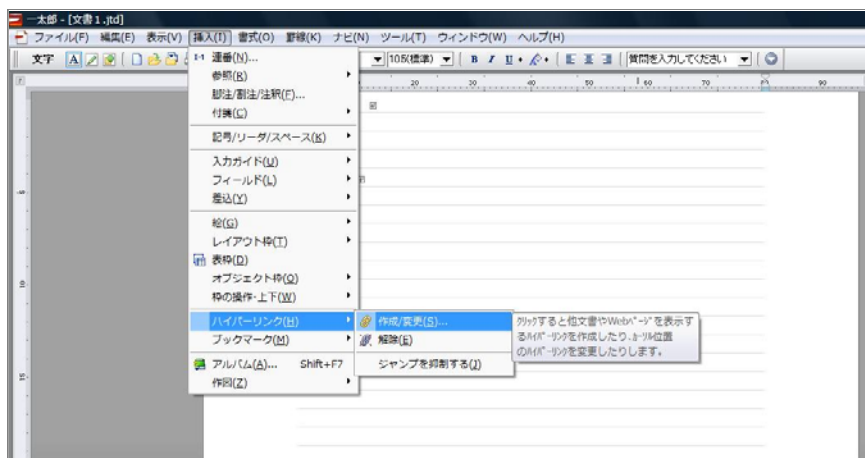 一太郎 - [文書1.jtd]
ファイル(F) 編集(E) 表示(V) 挿入(I) 書式(O) 罫線(K) ナビ(N) ツール(T) ウィンドウ(W) ヘルプ(H)
文字 A 10.5(標準) B I U 質問を入力してください
20 30 40 50 60 70 80 90
連番(N)...
参照(R)
脚注/割注/注釈(F)...
付箋(C)
記号/リーダ/スペース(K)
入力ガイド(U)
フィールド(L)
差込(Y)
絵(G)
レイアウト枠(T)
表枠(D)
オブジェクト枠(O)
枠の操作・上下(W)
ハイパーリンク(H) 作成/変更(S)...
ブックマーク(M) 解除(E)
アルバム(A)... Shift+F7 ジャンプを抑制する(J)
作図(Z)
クリックすると他文書やWebページを表示す
るハイパーリンクを作成したり、カーソル位置
のハイパーリンクを変更したりします。